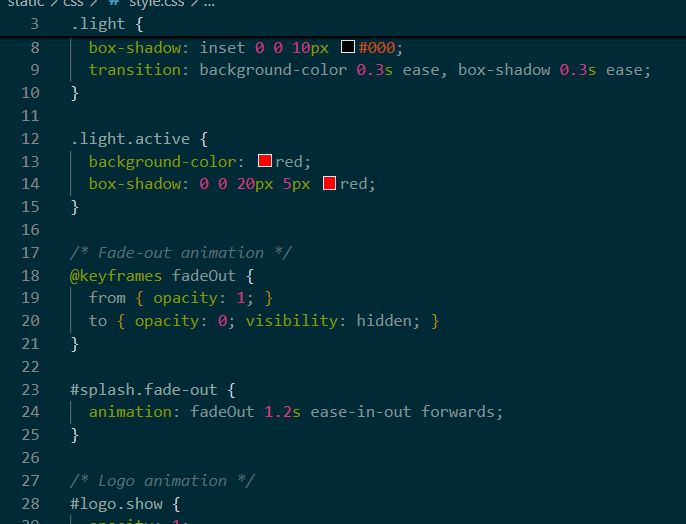 static > css > # style.css > ...
3 .light {
8 box-shadow: inset 0 0 10px #000;
9 transition: background-color 0.3s ease, box-shadow 0.3s ease;
10 }
11
12 .light.active {
13 background-color: red;
14 box-shadow: 0 0 20px 5px red;
15 }
16
17 /* Fade-out animation */
18 @keyframes fadeOut {
19 from { opacity: 1; }
20 to { opacity: 0; visibility: hidden; }
21 }
22
23 #splash.fade-out {
24 animation: fadeOut 1.2s ease-in-out forwards;
25 }
26
27 /* Logo animation */
28 #logo.show {
29 opacity: 1;